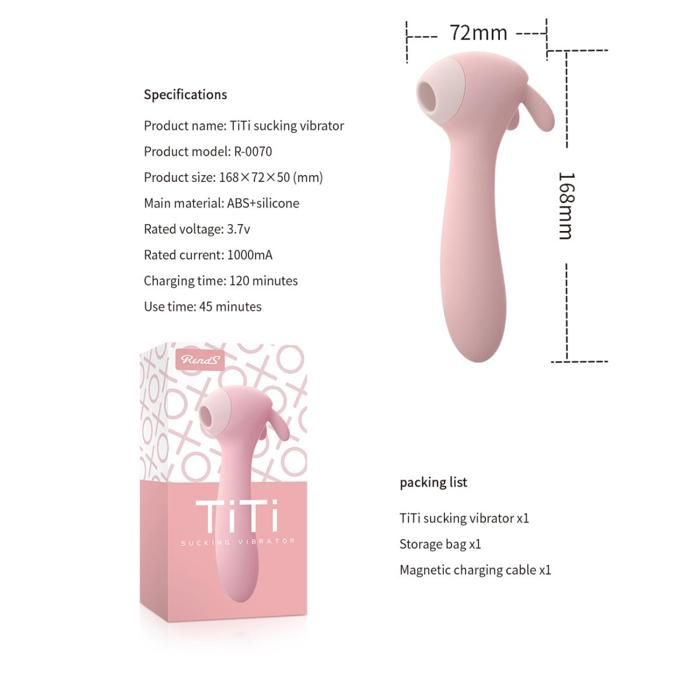 72mm
168mm
Specifications
Product name: TiTi sucking vibrator
Product model: R-0070
Product size: 168×72×50 (mm)
Main material: ABS+silicone
Rated voltage: 3.7v
Rated current: 1000mA
Charging time: 120 minutes
Use time: 45 minutes
RendS
TiTi
SUCKING VIBRATOR
packing list
TiTi sucking vibrator x1
Storage bag x1
Magnetic charging cable x1